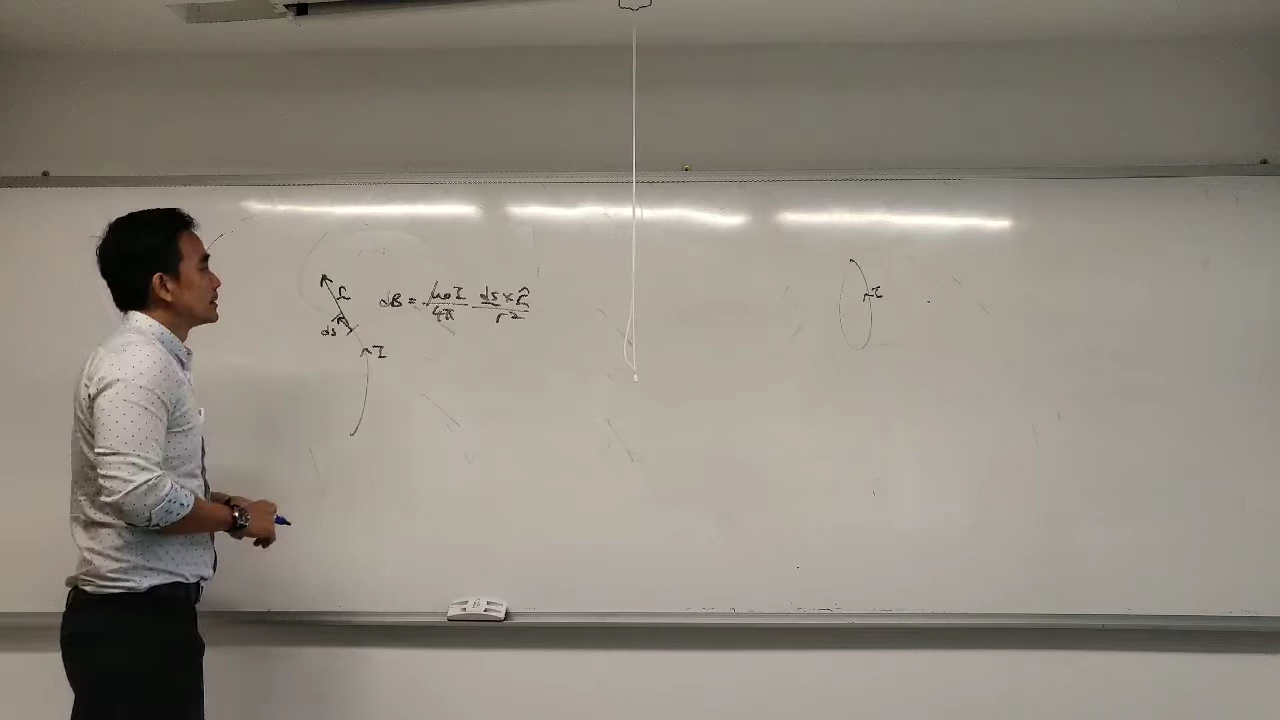 r̂
dB = μ₀I/4π ds × r̂/r²
ds
I
I